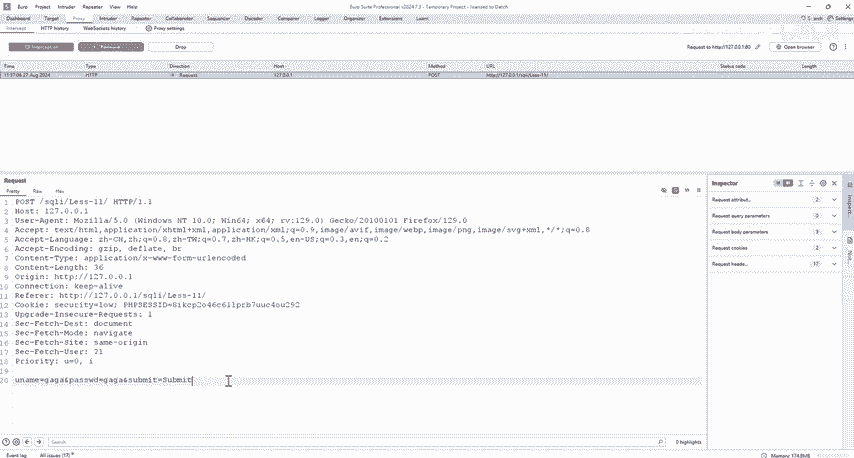 Burp Project Intruder Repeater View Help
Burp Suite Professional v2024.7.3 - Temporary Project - licensed to
Dashboard Target Proxy Intruder Repeater Collaborator Sequencer Decoder Comparer Logger Organizer Extensions Learn
Settings
Intercept HTTP history WebSockets history Proxy settings
Intercept on Forward Drop Request to http://127.0.0.1:80 Open browser
Time Type Direction Host Method URL Status code Length
27 Aug 2024 HTTP Request 127.0.0.1 POST http://127.0.0.1/sqli/Less-11/
Request Inspector
Pretty Raw Hex
Request attribut... 2
Request query parameters 0
Request body parameters 3
Request cookies 2
Request heade... 17
1 POST /sqli/Less-11/ HTTP/1.1
2 Host: 127.0.0.1
3 User-Agent: Mozilla/5.0 (Windows NT 10.0; Win64; x64; rv:129.0) Gecko/20100101 Firefox/129.0
4 Accept: text/html,application/xhtml+xml,application/xml;q=0.9,image/avif,image/webp,image/png,image/svg+xml,*/*;q=0.8
5 Accept-Language: zh-CN,zh;q=0.8,zh-TW;q=0.7,zh-HK;q=0.5,en-US;q=0.3,en;q=0.2
6 Accept-Encoding: gzip, deflate, br
7 Content-Type: application/x-www-form-urlencoded
8 Content-Length: 36
9 Origin: http://127.0.0.1
10 Connection: keep-alive
11 Referer: http://127.0.0.1/sqli/Less-11/
12 Cookie: security=low; PHPSESSID=8ikcp2o46c6llprb7uuc4ou292
13 Upgrade-Insecure-Requests: 1
14 Sec-Fetch-Dest: document
15 Sec-Fetch-Mode: navigate
16 Sec-Fetch-Site: same-origin
17 Sec-Fetch-User: ?1
18 Priority: u=0, i
19
20 uname=gaga&passwd=gaga&submit=Submit
Search 0 highlights
Event log All issues (17) Memory: 174.8MB